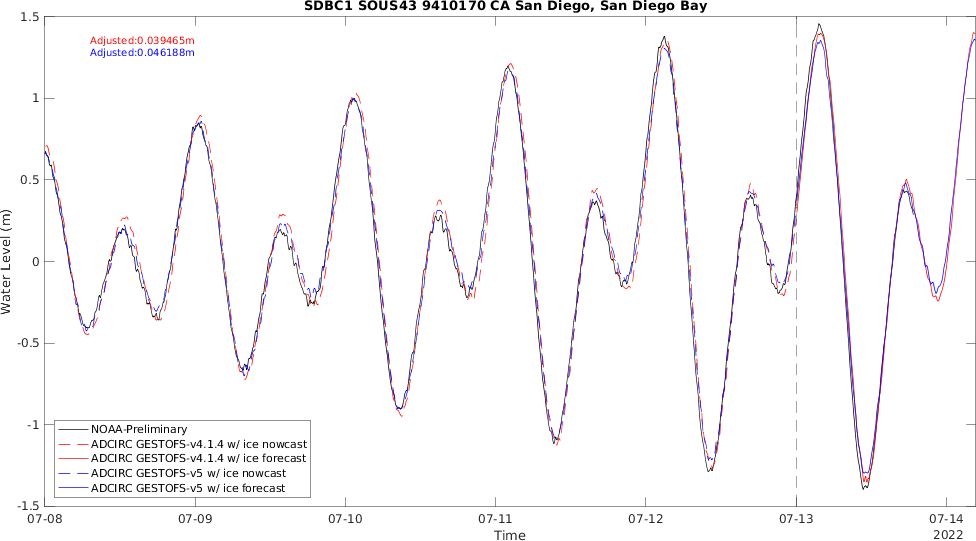 SDBC1 SOUS43 9410170 CA San Diego, San Diego Bay
Adjusted:0.039465m
Adjusted:0.046188m
1.5
1
0.5
0
-0.5
-1
-1.5
Water Level (m)
NOAA-Preliminary
ADCIRC GESTOFS-v4.1.4 w/ ice nowcast
ADCIRC GESTOFS-v4.1.4 w/ ice forecast
ADCIRC GESTOFS-v5 w/ ice nowcast
ADCIRC GESTOFS-v5 w/ ice forecast
07-08 07-09 07-10 07-11 07-12 07-13 07-14
Time 2022